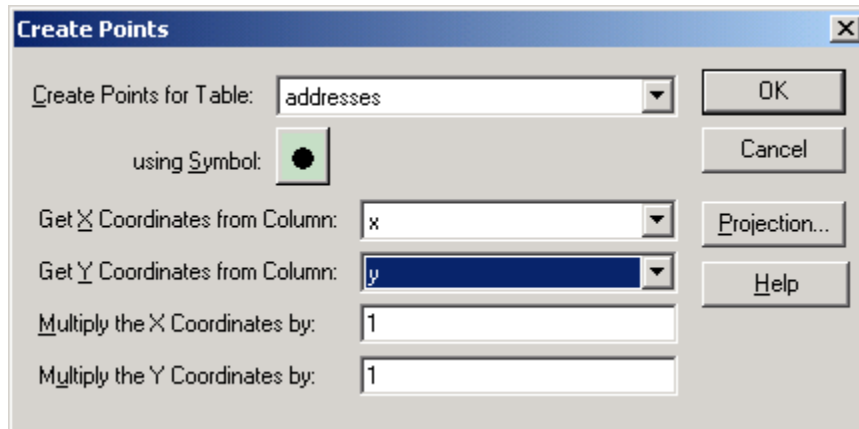 Create Points
Create Points for Table: addresses
OK
using Symbol:
Cancel
Get X Coordinates from Column: x
Projection...
Get Y Coordinates from Column: y
Help
Multiply the X Coordinates by: 1
Multiply the Y Coordinates by: 1